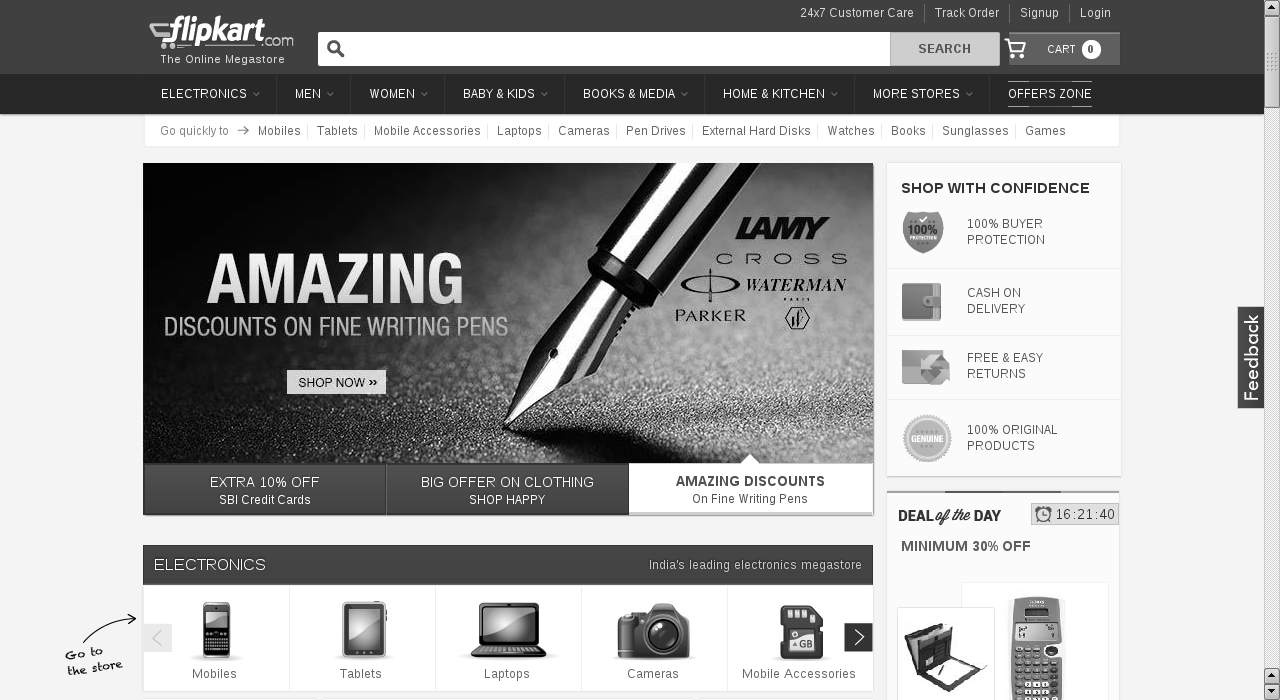 24x7 Customer Care Track Order Signup Login
flipkart.com
The Online Megastore
SEARCH
CART 0
ELECTRONICS MEN WOMEN BABY & KIDS BOOKS & MEDIA HOME & KITCHEN MORE STORES OFFERS ZONE
Go quickly to Mobiles Tablets Mobile Accessories Laptops Cameras Pen Drives External Hard Disks Watches Books Sunglasses Games
AMAZING
DISCOUNTS ON FINE WRITING PENS
SHOP NOW »
LAMY
CROSS
WATERMAN
PARIS
PARKER
EXTRA 10% OFF
SBI Credit Cards
BIG OFFER ON CLOTHING
SHOP HAPPY
AMAZING DISCOUNTS
On Fine Writing Pens
SHOP WITH CONFIDENCE
100%
PROTECTION
100% BUYER
PROTECTION
CASH ON
DELIVERY
FREE & EASY
RETURNS
GENUINE
100% ORIGINAL
PRODUCTS
Feedback
DEAL of the DAY
16:21:40
MINIMUM 30% OFF
ELECTRONICS
India's leading electronics megastore
GB
Go to
the store
Mobiles Tablets Laptops Cameras Mobile Accessories